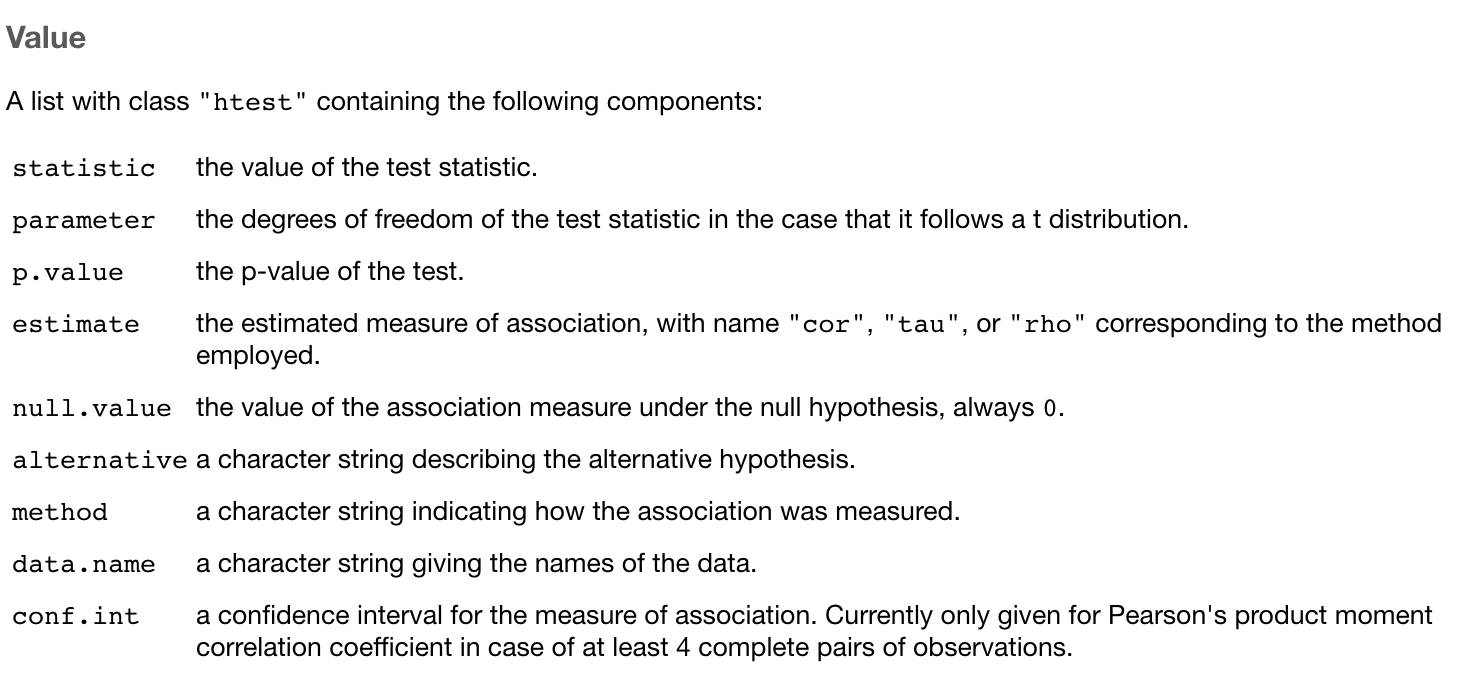 Value
A list with class "htest" containing the following components:
statistic the value of the test statistic.
parameter the degrees of freedom of the test statistic in the case that it follows a t distribution.
p.value the p-value of the test.
estimate the estimated measure of association, with name "cor", "tau", or "rho" corresponding to the method
employed.
null.value the value of the association measure under the null hypothesis, always 0.
alternative a character string describing the alternative hypothesis.
method a character string indicating how the association was measured.
data.name a character string giving the names of the data.
conf.int a confidence interval for the measure of association. Currently only given for Pearson's product moment
correlation coefficient in case of at least 4 complete pairs of observations.